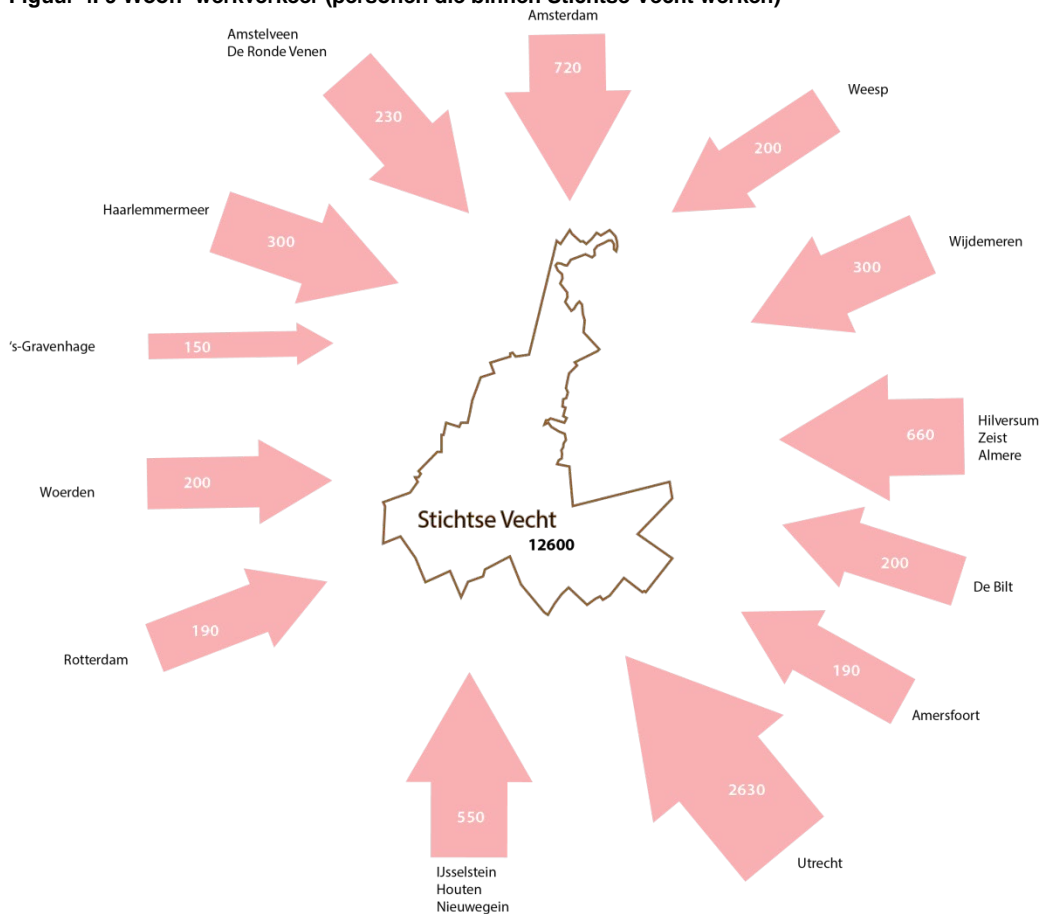 Amsterdam
720
Amstelveen
De Ronde Venen
230
Weesp
200
Haarlemmermeer
300
Wijdemeren
300
's-Gravenhage
150
Hilversum
Zeist
Almere
660
Woerden
200
Stichtse Vecht
12600
De Bilt
200
Rotterdam
190
Amersfoort
190
Utrecht
2630
IJsselstein
Houten
Nieuwegein
550